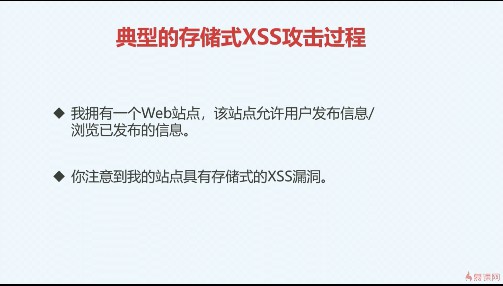 典型的存储式XSS攻击过程
◆ 我拥有一个Web站点，该站点允许用户发布信息/
浏览已发布的信息。
◆ 你注意到我的站点具有存储式的XSS漏洞。
慕课网